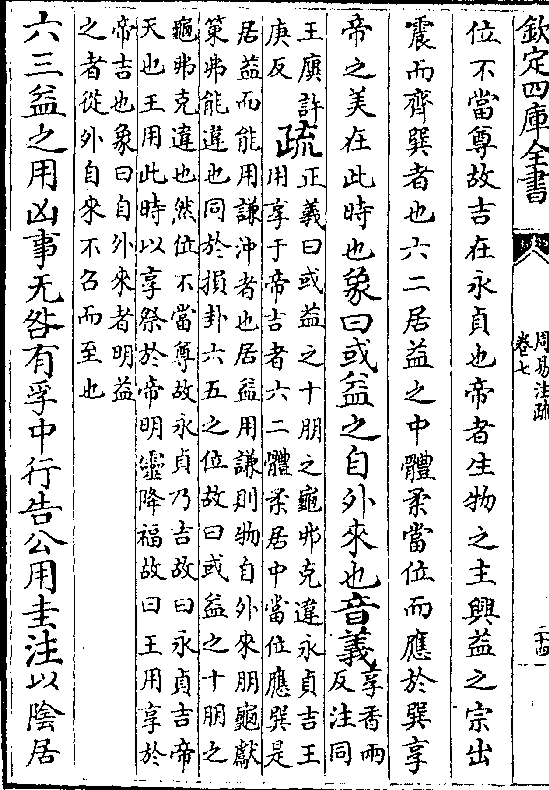 欽定四庫全書
周易注疏
卷七
二十四
位不當尊故吉在永貞也帝者生物之主興益之宗出
震而齊巽者也六二居益之中體柔當位而應於巽享
帝之美在此時也象曰或益之自外來也音義享香兩
反注同
王廙許
庚反疏正義曰或益之十朋之龜弗克違永貞吉王
用享于帝吉者六二體柔居中當位應巽是
居益而能用謙沖者也居益用謙則物自外來朋龜獻
策弗能違也同於損卦六五之位故曰或益之十朋之
龜弗克違也然位不當尊故永貞乃吉故曰永貞吉帝
天也王用此時以享祭於帝明靈降福故曰王用享於
帝吉也象曰自外來者明益
之者從外自來不召而至也
六三益之用凶事无咎有孚中行告公用圭注以陰居